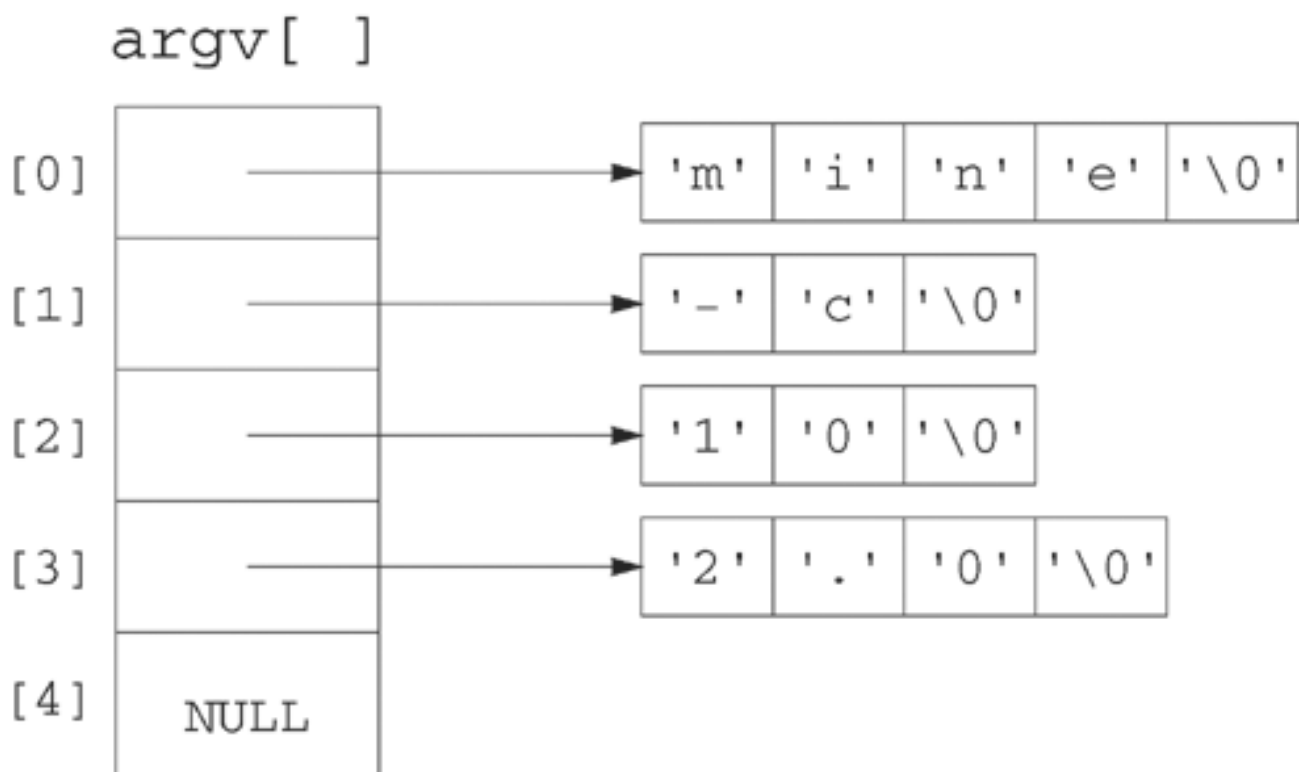 argv[ ]
[0] 'm' 'i' 'n' 'e' '\0'
[1] '-' 'c' '\0'
[2] '1' '0' '\0'
[3] '2' '.' '0' '\0'
[4] NULL